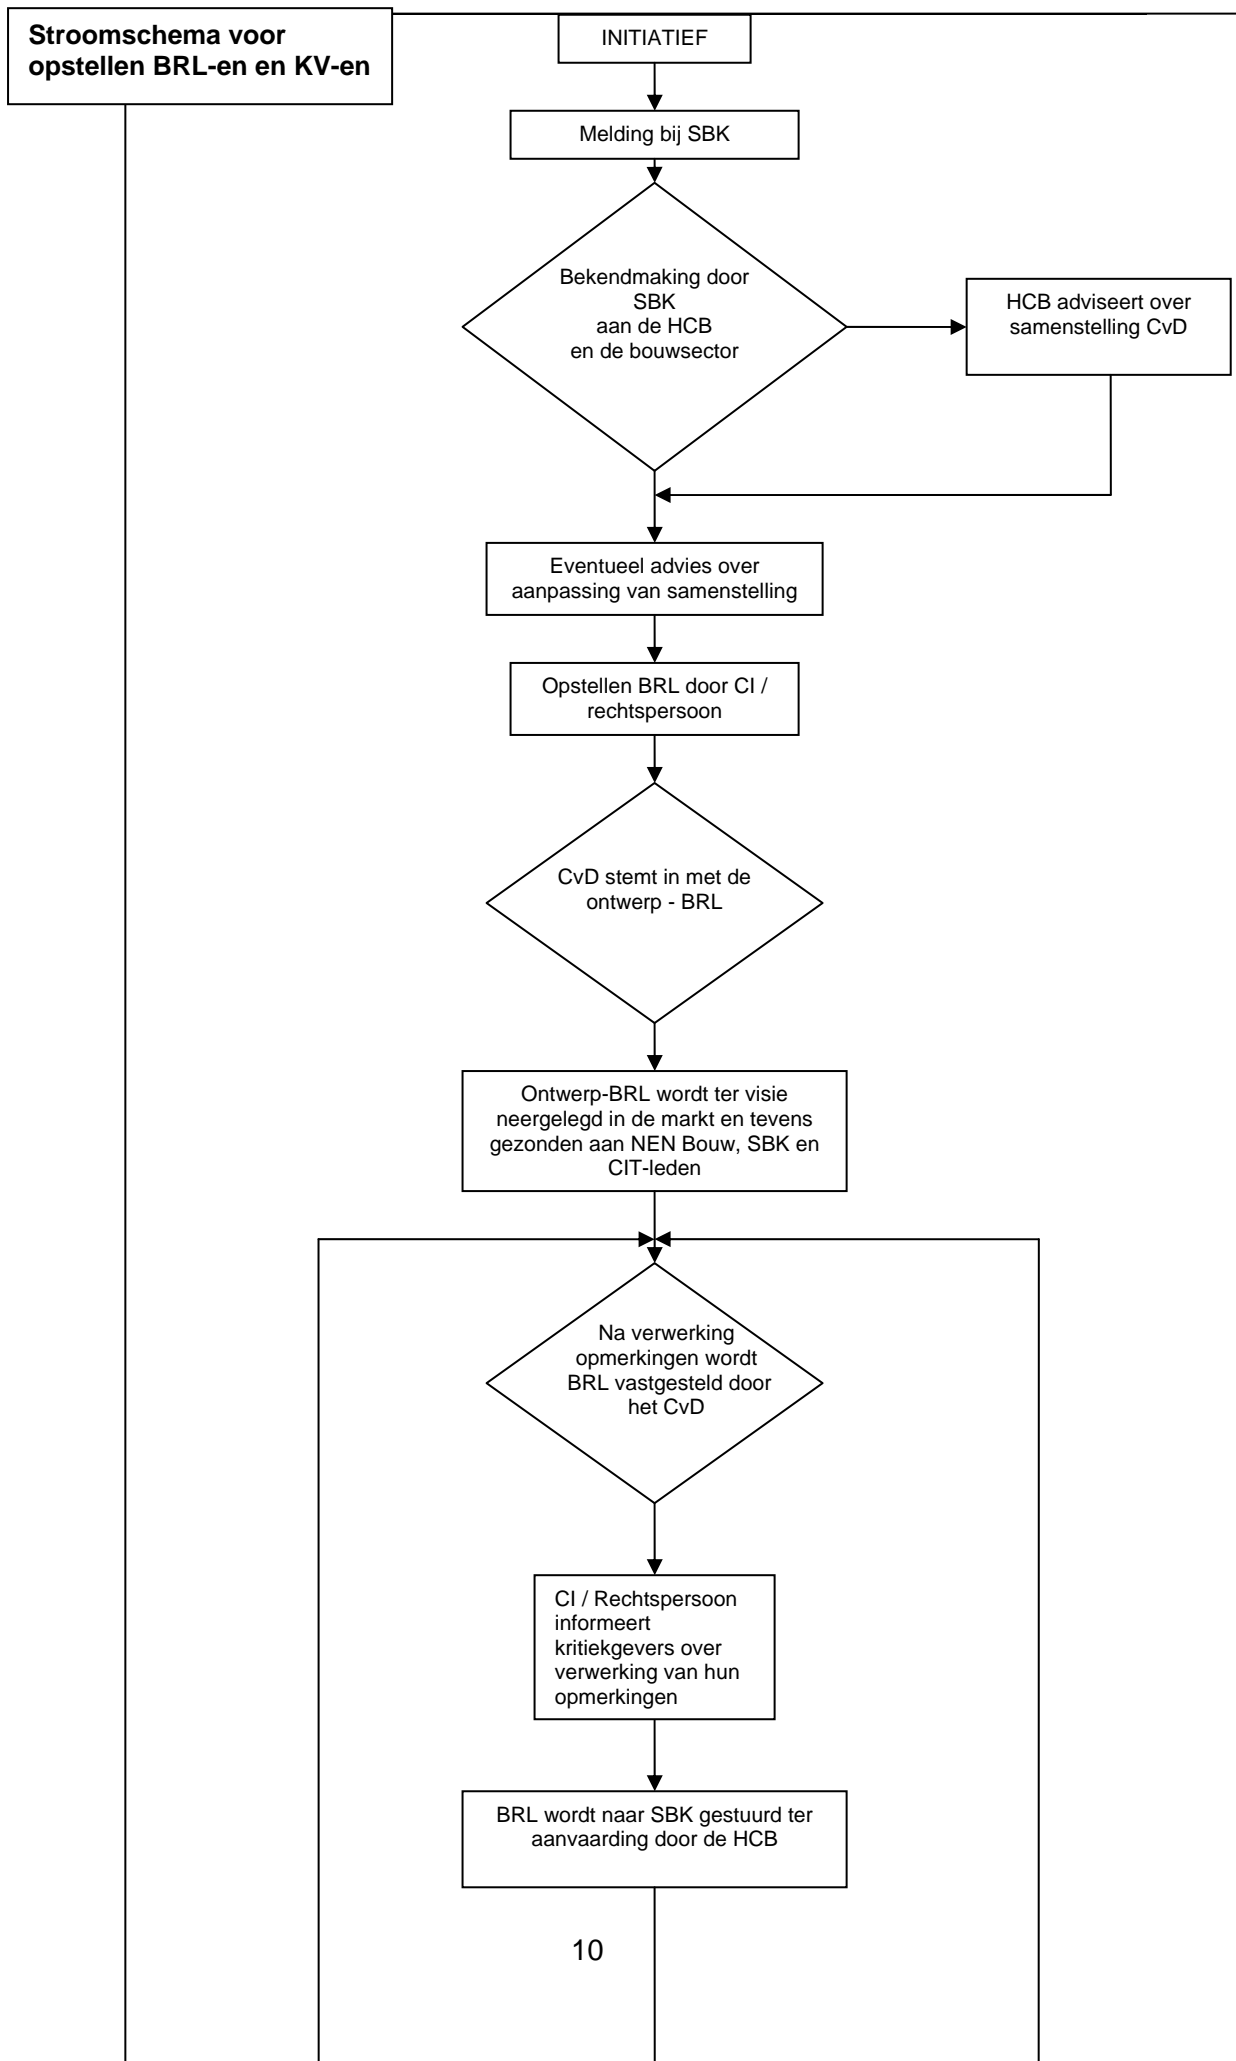 Stroomschema voor
opstellen BRL-en en KV-en
INITIATIEF
Melding bij SBK
Bekendmaking door
SBK
aan de HCB
en de bouwsector
HCB adviseert over
samenstelling CvD
Eventueel advies over
aanpassing van samenstelling
Opstellen BRL door CI /
rechtspersoon
CvD stemt in met de
ontwerp - BRL
Ontwerp-BRL wordt ter visie
neergelegd in de markt en tevens
gezonden aan NEN Bouw, SBK en
CIT-leden
Na verwerking
opmerkingen wordt
BRL vastgesteld door
het CvD
CI / Rechtspersoon
informeert
kritiekgevers over
verwerking van hun
opmerkingen
BRL wordt naar SBK gestuurd ter
aanvaarding door de HCB
10